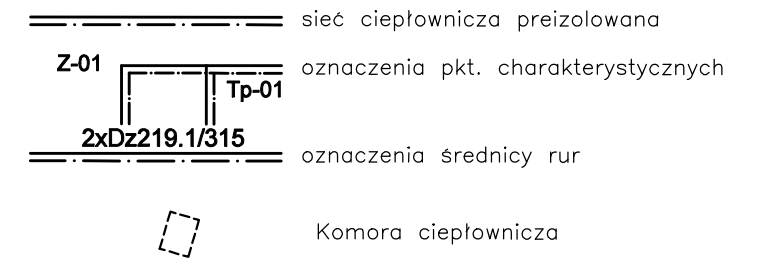 sieć ciepłownicza preizolowana
Z-01
oznaczenia pkt. charakterystycznych
Tp-01
2xDz219.1/315
oznaczenia średnicy rur
Komora ciepłownicza